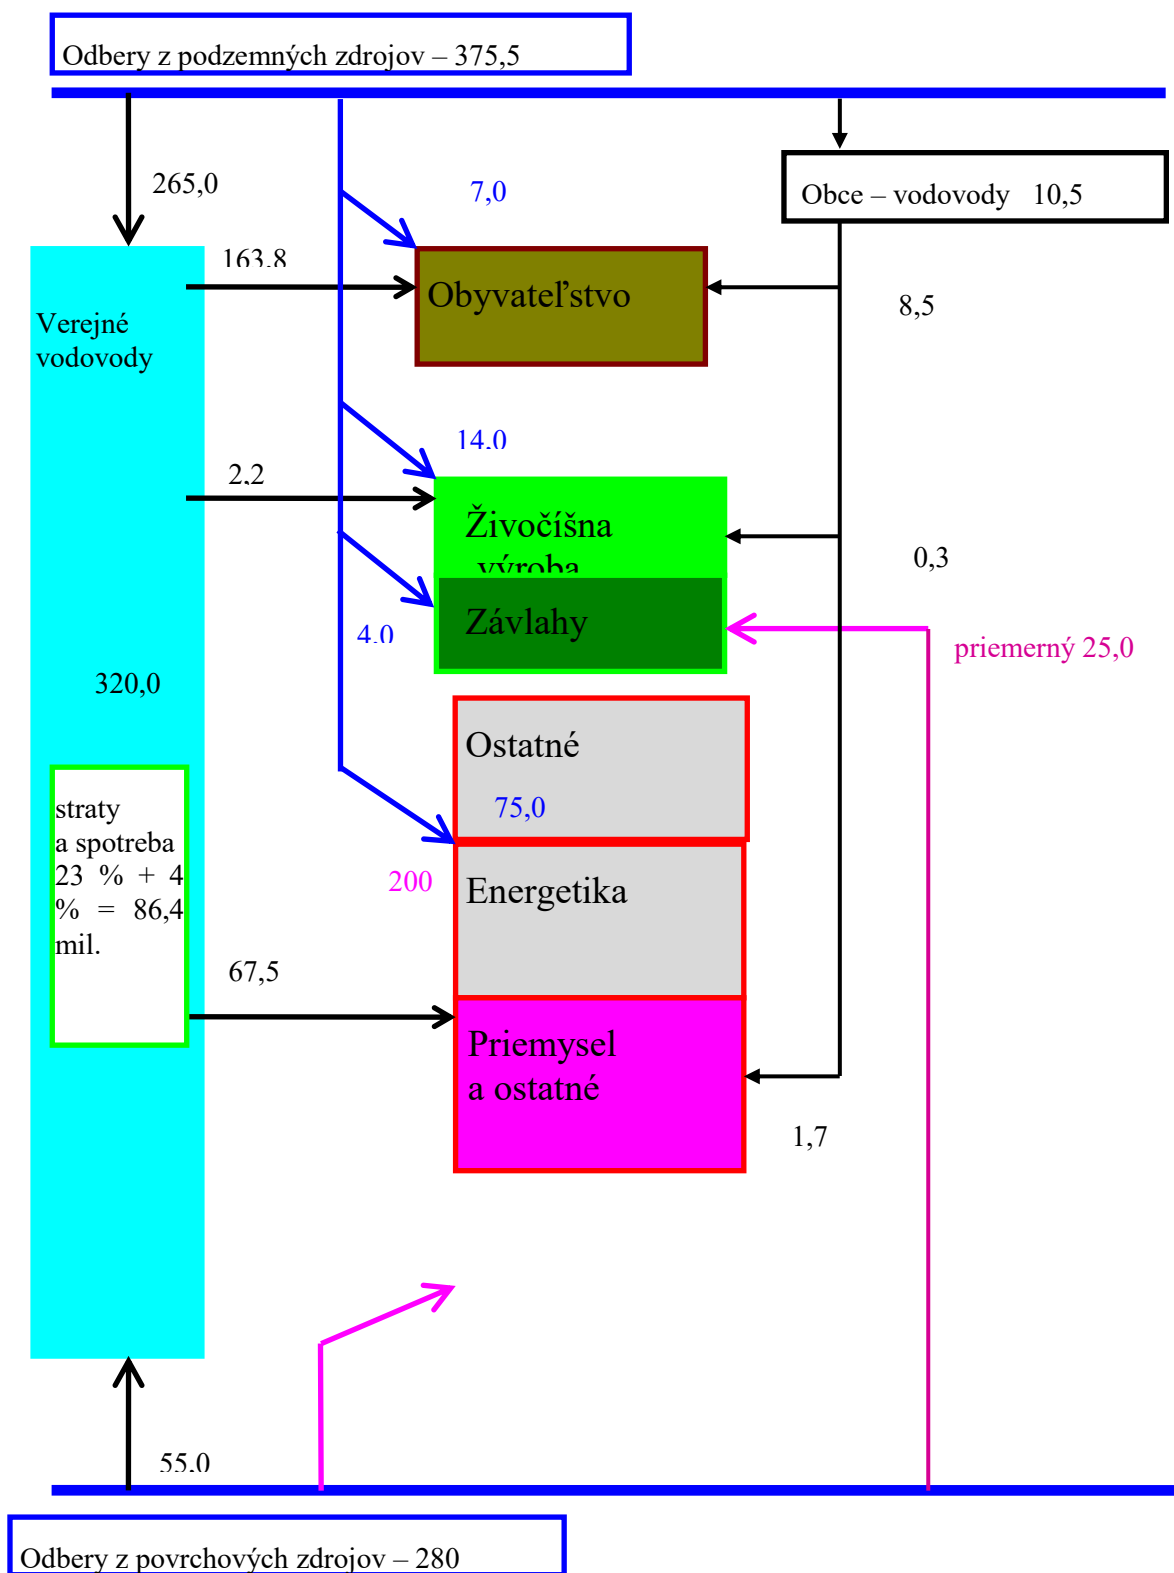 Odbery z podzemných zdrojov – 375,5
265,0
7,0
Obce – vodovody 10,5
163,8
Obyvateľstvo
8,5
Verejné
vodovody
14,0
2,2
Živočíšna
výroba
0,3
Závlahy
4,0
priemerný 25,0
320,0
Ostatné
75,0
straty
a spotreba
23 % + 4
% = 86,4
mil.
200
Energetika
67,5
Priemysel
a ostatné
1,7
55,0
Odbery z povrchových zdrojov – 280